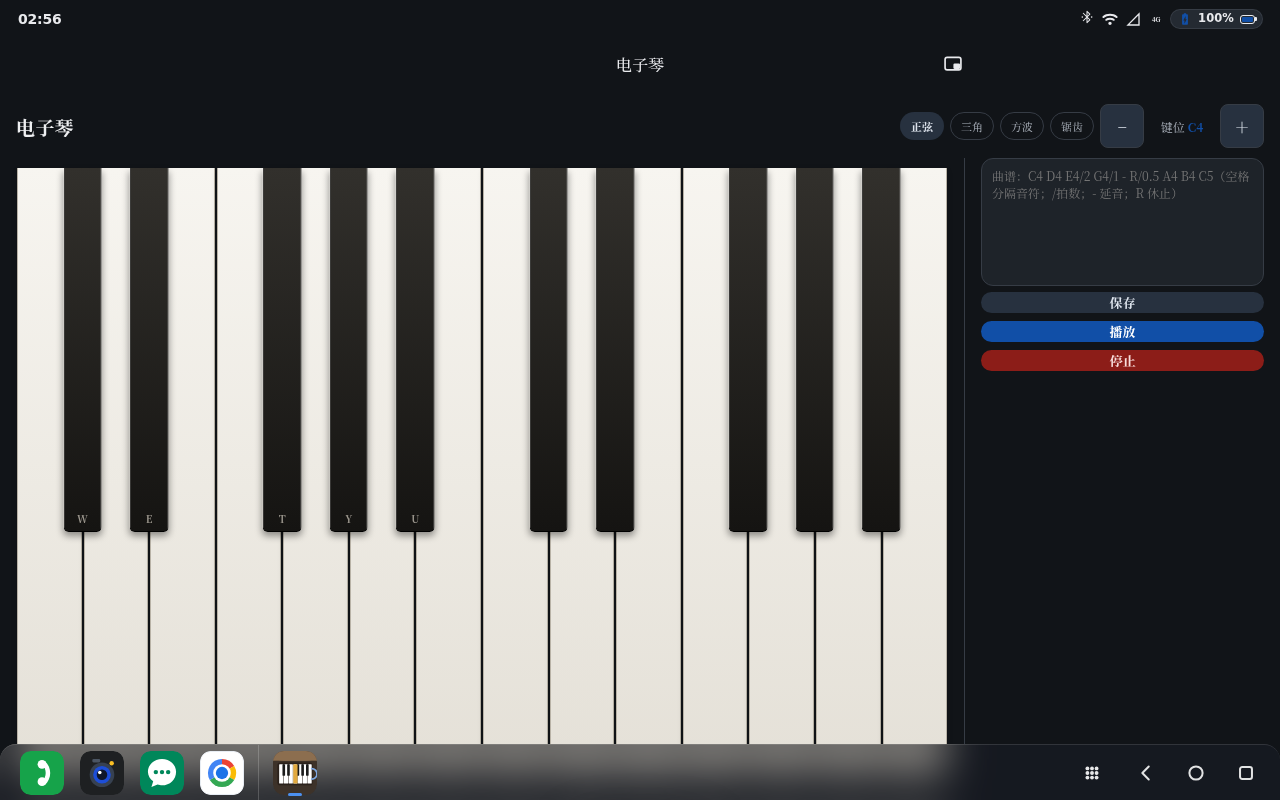 02:56
4G
100%
电子琴
电子琴
正弦
三角
方波
锯齿
−
键位 C4
+
曲谱：C4 D4 E4/2 G4/1 - R/0.5 A4 B4 C5（空格
分隔音符；/拍数；- 延音；R 休止）
保存
播放
停止
W
E
T
Y
U